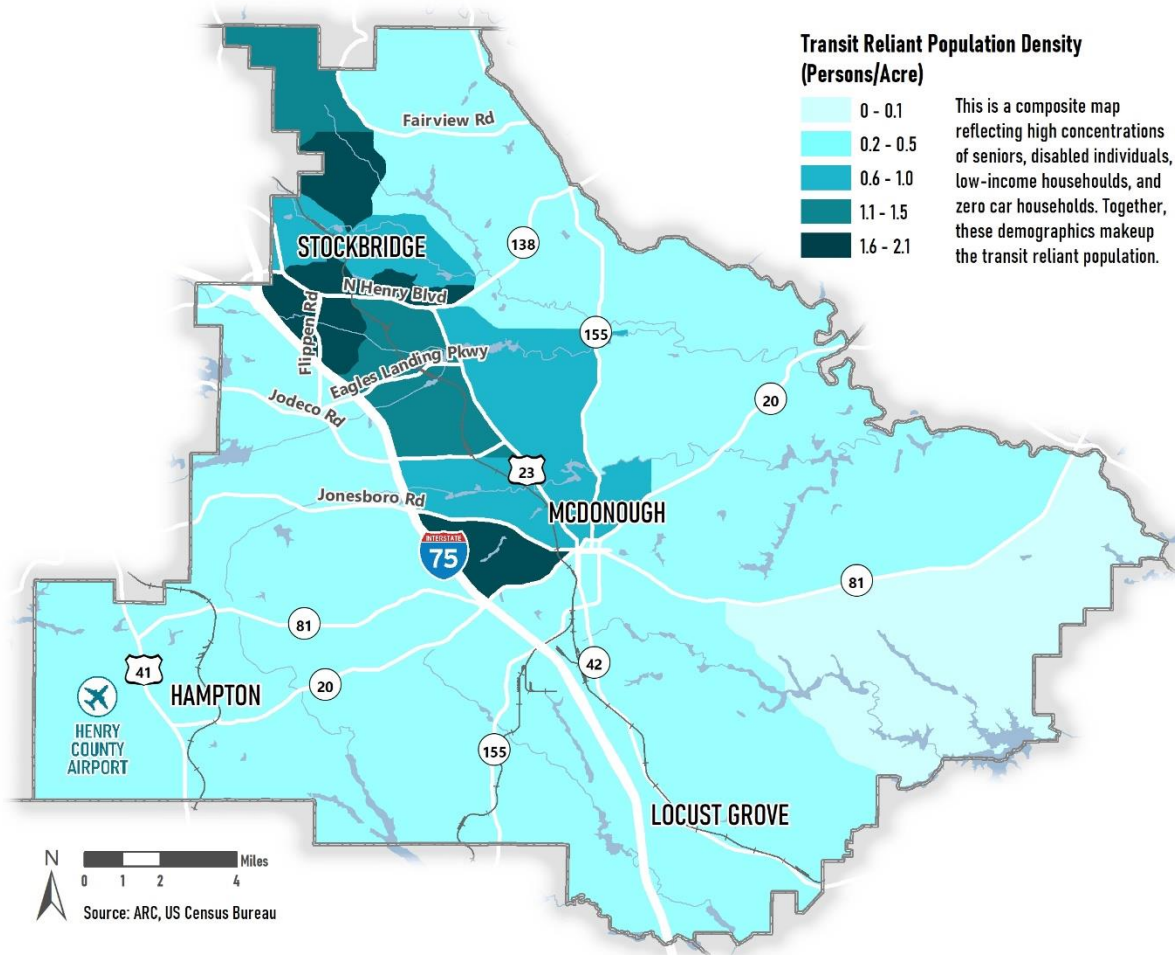 Transit Reliant Population Density
(Persons/Acre)
0 - 0.1
0.2 - 0.5
0.6 - 1.0
1.1 - 1.5
1.6 - 2.1
This is a composite map
reflecting high concentrations
of seniors, disabled individuals,
low-income househoulds, and
zero car households. Together,
these demographics makeup
the transit reliant population.
Fairview Rd
STOCKBRIDGE
138
N Henry Blvd
Flippen Rd
155
Eagles Landing Pkwy
Jodeco Rd
20
23
Jonesboro Rd
MCDONOUGH
INTERSTATE
75
81
81
41
HAMPTON
20
42
HENRY
COUNTY
AIRPORT
155
LOCUST GROVE
N
Miles
0 1 2 4
Source: ARC, US Census Bureau